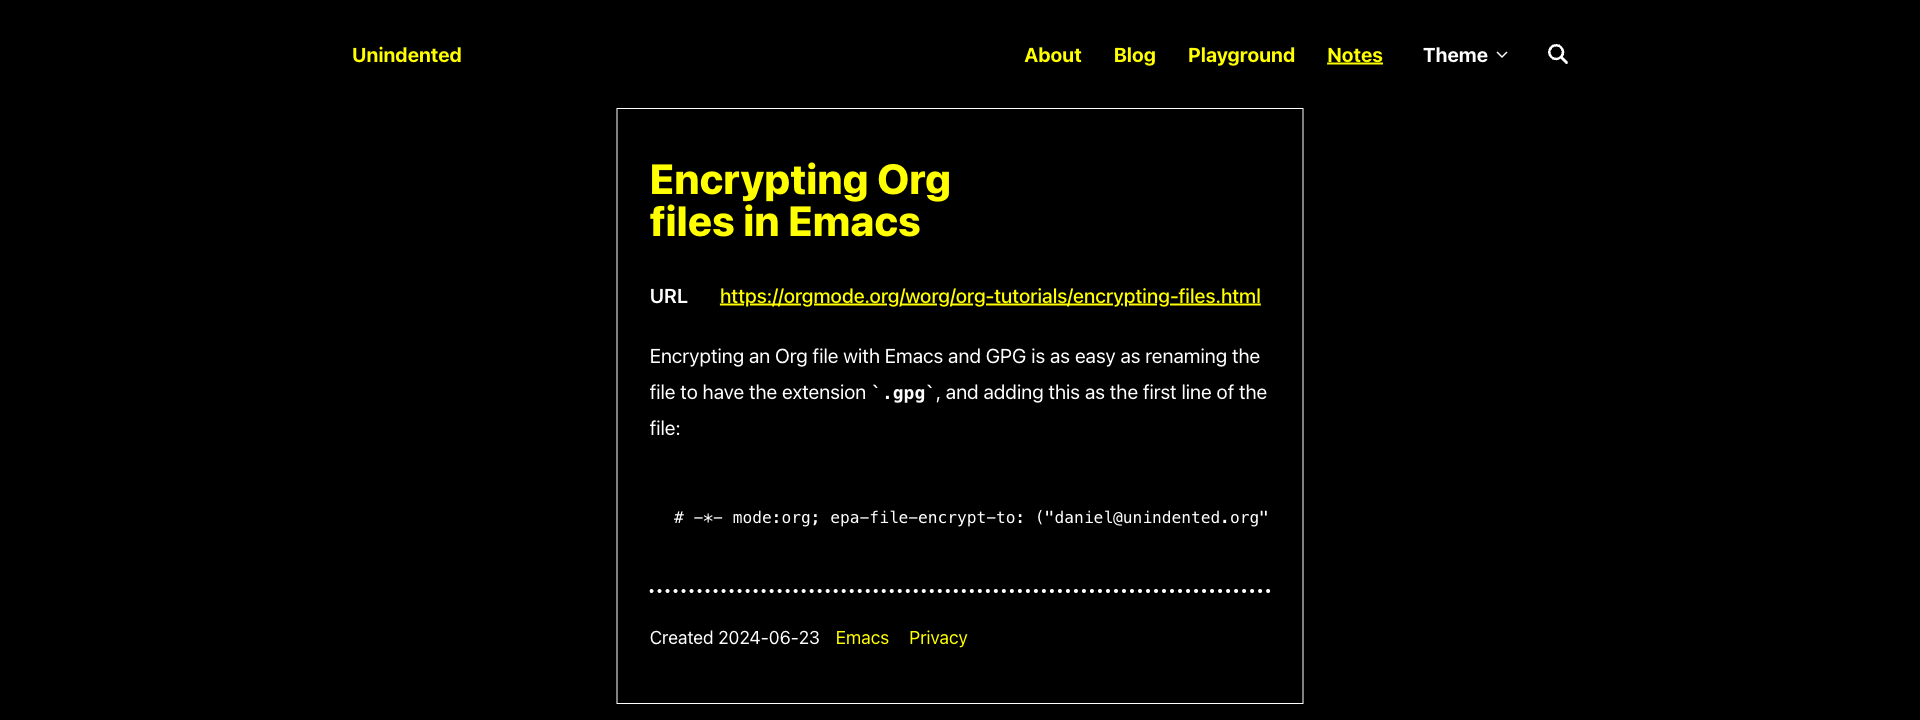 Unindented
About Blog Playground Notes Theme
Encrypting Org
files in Emacs
URL https://orgmode.org/worg/org-tutorials/encrypting-files.html
Encrypting an Org file with Emacs and GPG is as easy as renaming the
file to have the extension `.gpg`, and adding this as the first line of the
file:
# -*- mode:org; epa-file-encrypt-to: ("daniel@unindented.org"
Created 2024-06-23 Emacs Privacy